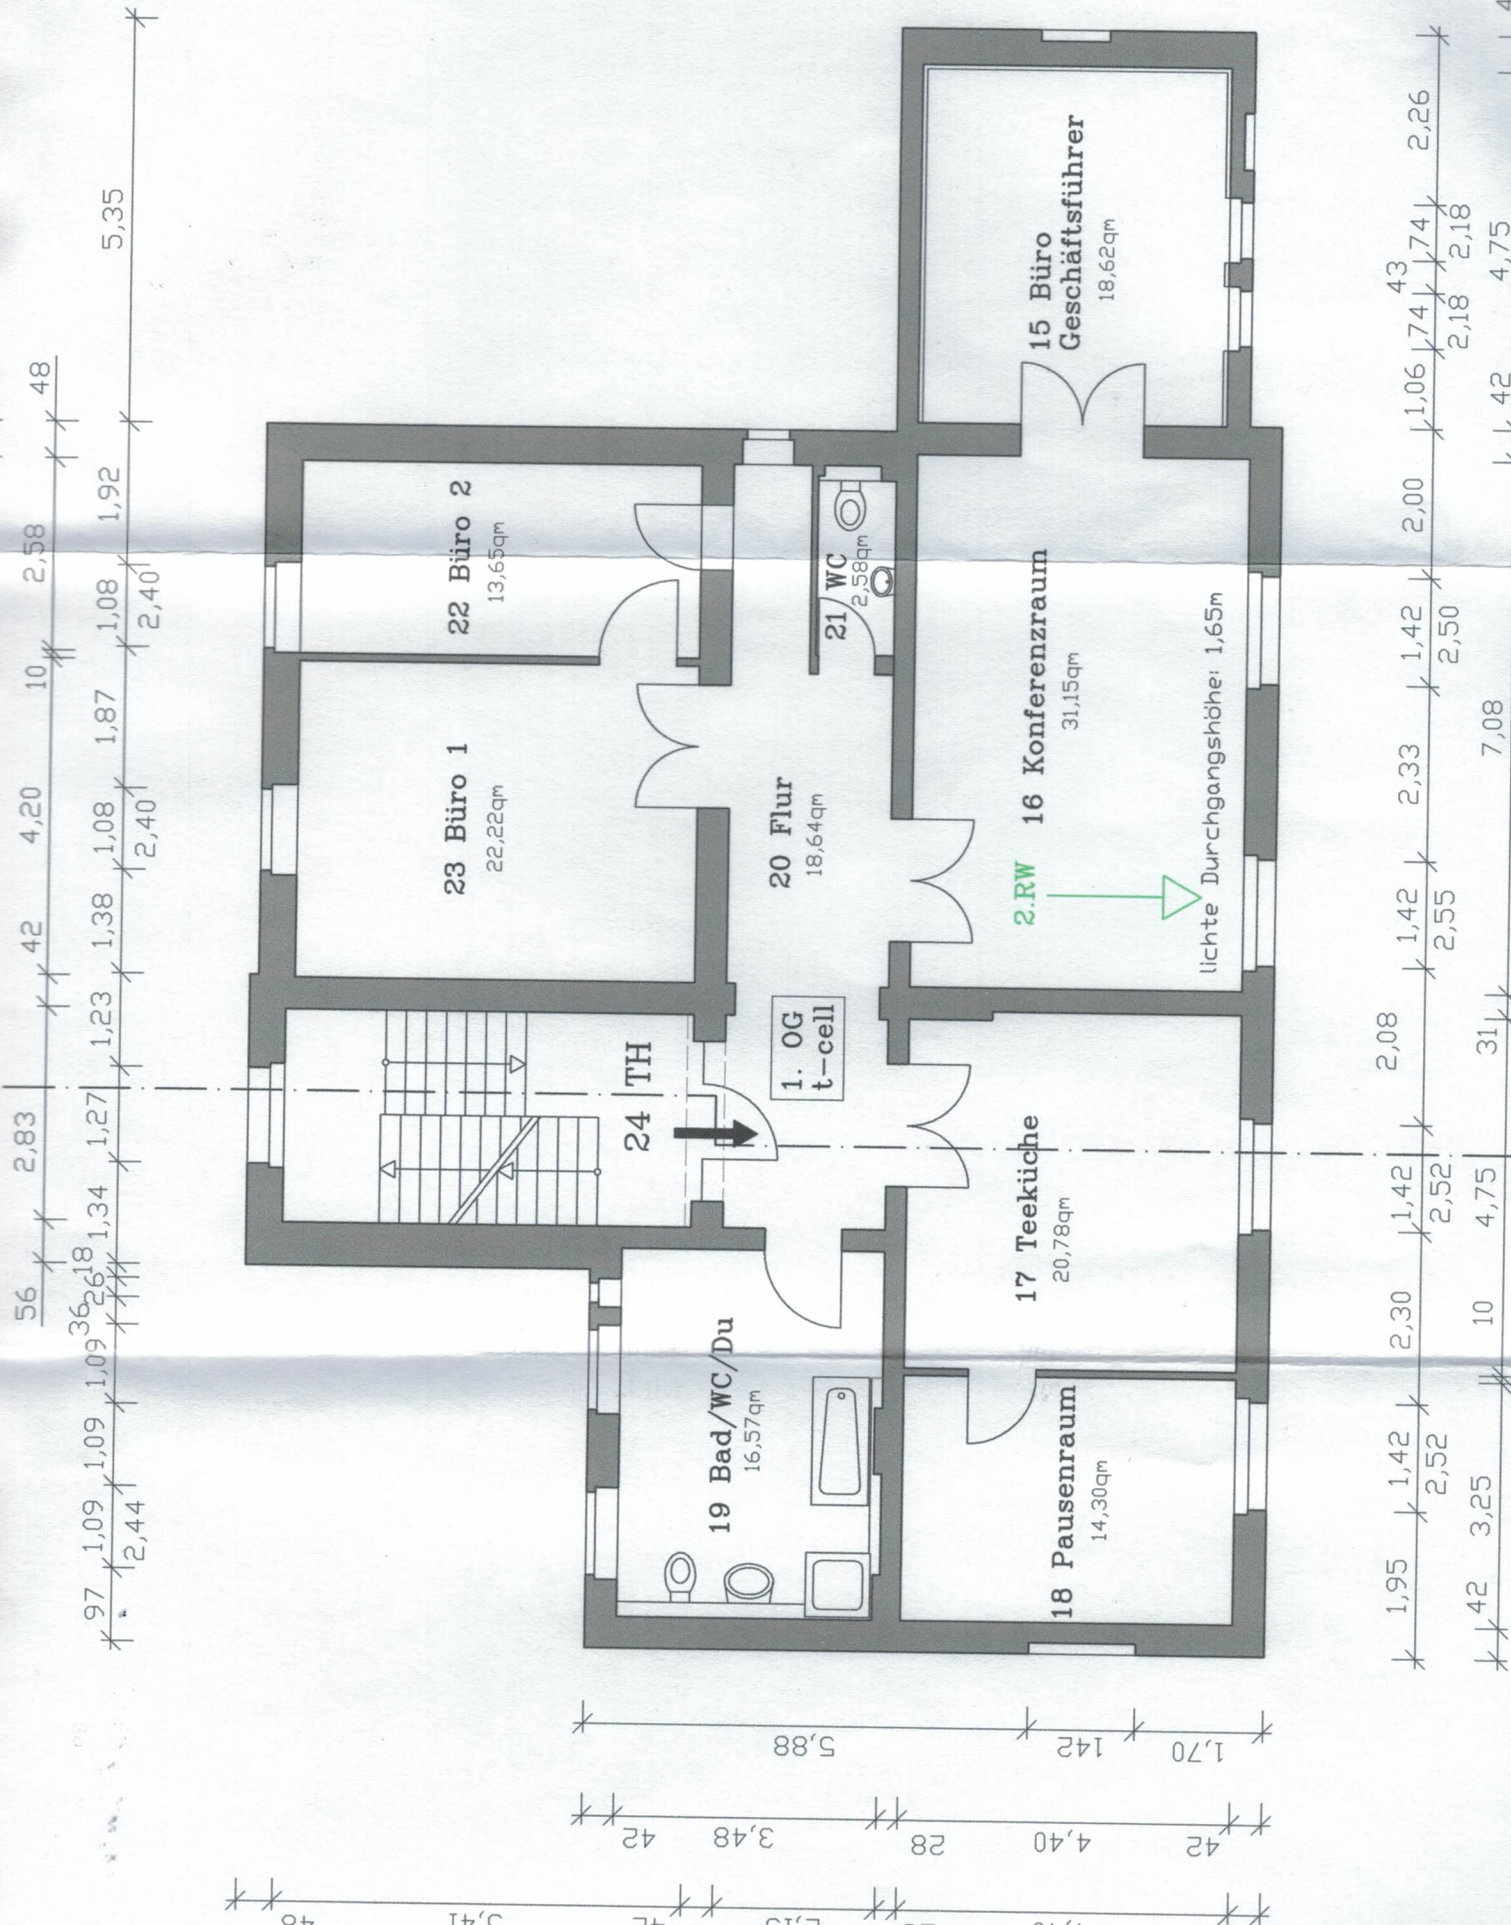 5,35
48
2,58
10
4,20
42
2,83
56
1,92
1,08
2,40
1,87
1,08
2,40
1,38
1,23
1,27
1,34
18
26
36
1,09
1,09
1,09
2,44
97
15 Büro
Geschäftsführer
18,62qm
22 Büro 2
13,65qm
21 WC
2,58qm
23 Büro 1
22,22qm
20 Flur
18,64qm
16 Konferenzraum
31,15qm
2.RW
lichte Durchgangshöhe: 1,65m
24 TH
1. OG
t-cell
17 Teeküche
20,78qm
19 Bad/WC/Du
16,57qm
18 Pausenraum
14,30qm
2,26
74
2,18
43
74
2,18
1,06
2,00
1,42
2,50
2,33
1,42
2,55
2,08
1,42
2,52
2,30
1,42
2,52
1,95
4,75
42
7,08
31
4,75
10
3,25
42
5,88
142
1,70
42
3,48
28
4,40
42